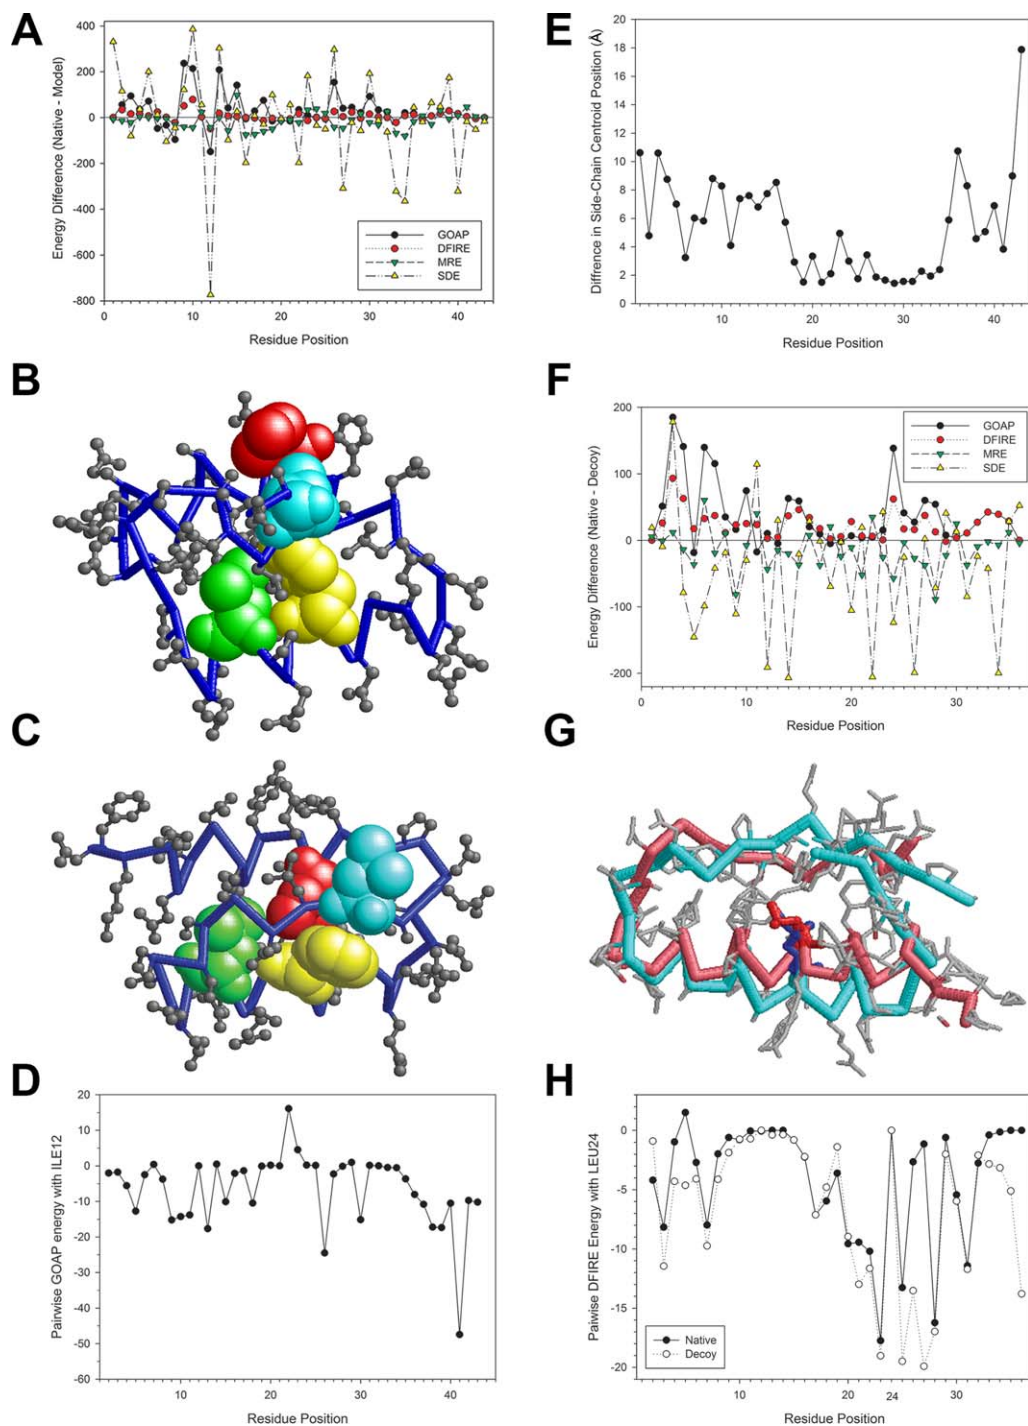 A
Energy Difference (Native - Model)
400
200
0
-200
-400
-600
-800
GOAP
DFIRE
MRE
SDE
0 10 20 30 40
Residue Position
B
C
D
Pairwise GOAP energy with ILE12
20
10
0
-10
-20
-30
-40
-50
-60
10 20 30 40
Residue Position
E
Diffrence in Side-Chain Centroid Position (Å)
20
18
16
14
12
10
8
6
4
2
0
10 20 30 40
Residue Position
F
Energy Difference (Native - Decoy)
200
100
0
-100
-200
GOAP
DFIRE
MRE
SDE
0 10 20 30
Residue Position
G
H
Paiwise DFIRE Energy with LEU24
0
-5
-10
-15
-20
Native
Decoy
10 20 24 30
Residue Position